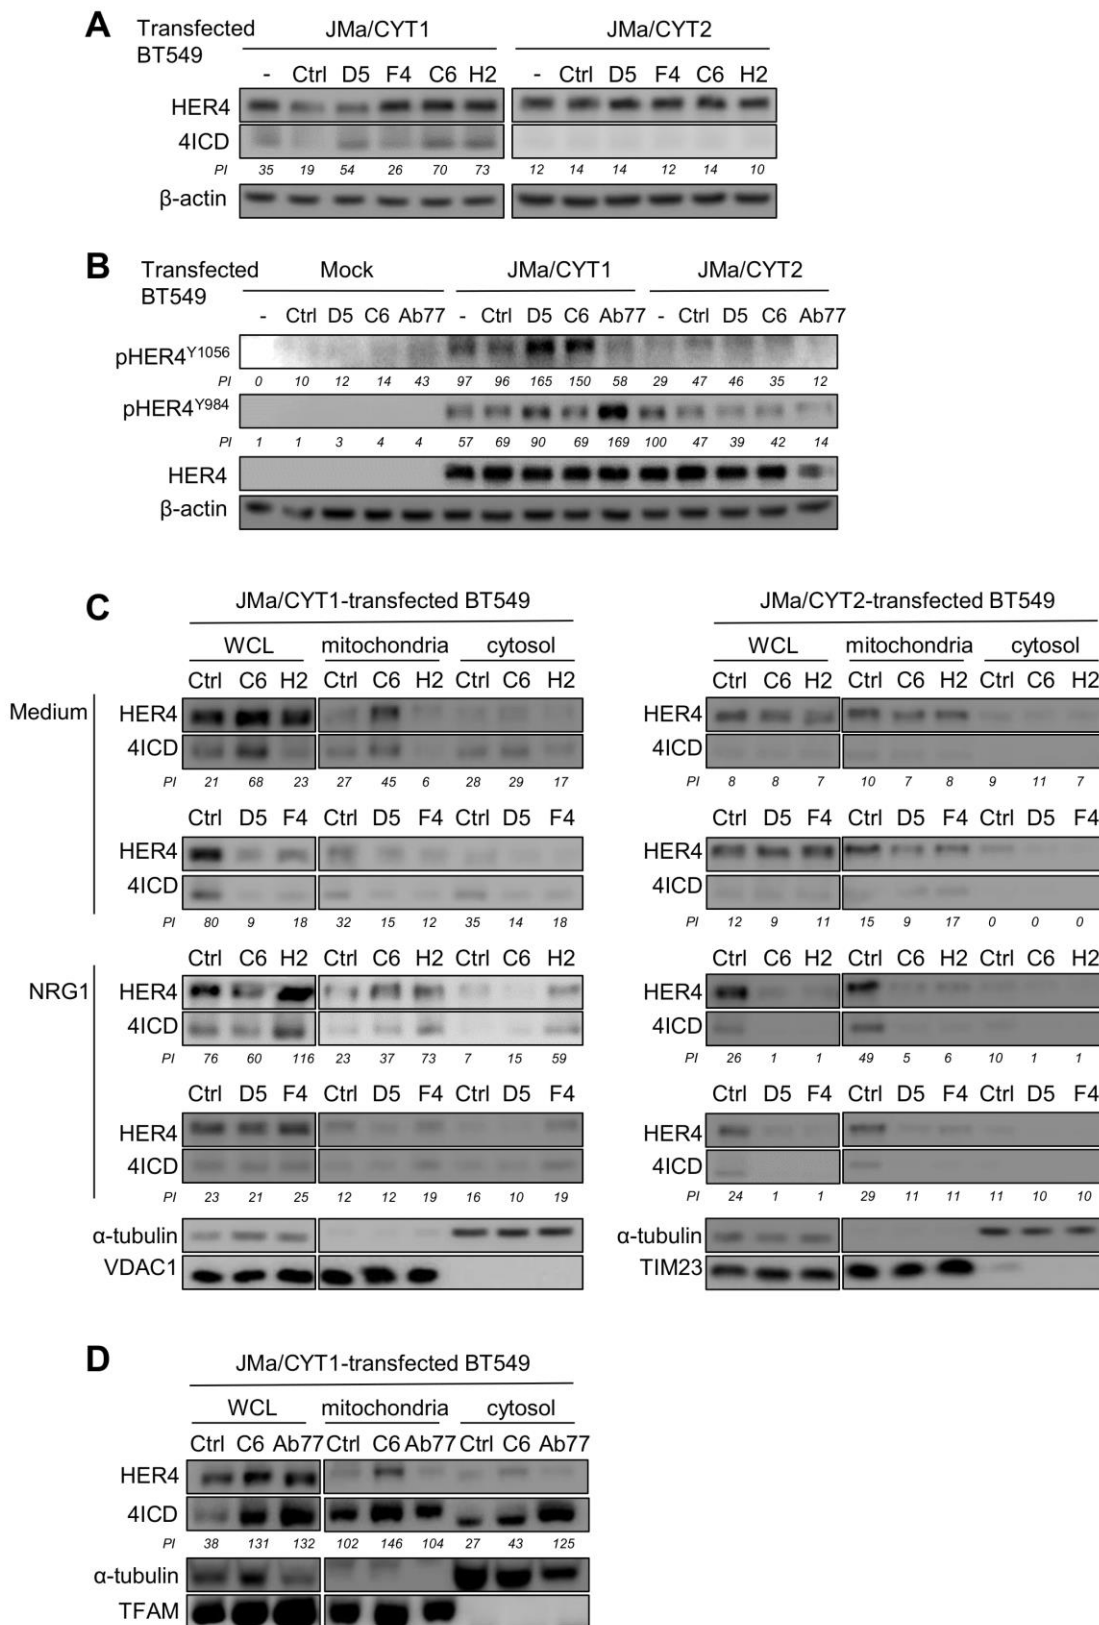 A
Transfected BT549
JMa/CYT1 JMa/CYT2
- Ctrl D5 F4 C6 H2 - Ctrl D5 F4 C6 H2
HER4
4ICD
PI 35 19 54 26 70 73 12 14 14 12 14 10
β-actin
B
Transfected BT549
Mock JMa/CYT1 JMa/CYT2
- Ctrl D5 C6 Ab77 - Ctrl D5 C6 Ab77 - Ctrl D5 C6 Ab77
pHER4Y1056
PI 0 10 12 14 43 97 96 165 150 58 29 47 46 35 12
pHER4Y984
PI 1 1 3 4 4 57 69 90 69 169 100 47 39 42 14
HER4
β-actin
C
JMa/CYT1-transfected BT549
WCL mitochondria cytosol
Ctrl C6 H2 Ctrl C6 H2 Ctrl C6 H2
Medium
HER4
4ICD
PI 21 68 23 27 45 6 28 29 17
Ctrl D5 F4 Ctrl D5 F4 Ctrl D5 F4
HER4
4ICD
PI 80 9 18 32 15 12 35 14 18
Ctrl C6 H2 Ctrl C6 H2 Ctrl C6 H2
NRG1
HER4
4ICD
PI 76 60 116 23 37 73 7 15 59
Ctrl D5 F4 Ctrl D5 F4 Ctrl D5 F4
HER4
4ICD
PI 23 21 25 12 12 19 16 10 19
α-tubulin
VDAC1
JMa/CYT2-transfected BT549
WCL mitochondria cytosol
Ctrl C6 H2 Ctrl C6 H2 Ctrl C6 H2
HER4
4ICD
PI 8 8 7 10 7 8 9 11 7
Ctrl D5 F4 Ctrl D5 F4 Ctrl D5 F4
HER4
4ICD
PI 12 9 11 15 9 17 0 0 0
Ctrl C6 H2 Ctrl C6 H2 Ctrl C6 H2
HER4
4ICD
PI 26 1 1 49 5 6 10 1 1
Ctrl D5 F4 Ctrl D5 F4 Ctrl D5 F4
HER4
4ICD
PI 24 1 1 29 11 11 11 10 10
α-tubulin
TIM23
D
JMa/CYT1-transfected BT549
WCL mitochondria cytosol
Ctrl C6 Ab77 Ctrl C6 Ab77 Ctrl C6 Ab77
HER4
4ICD
PI 38 131 132 102 146 104 27 43 125
α-tubulin
TFAM